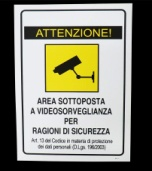 ATTENZIONE!
AREA SOTTOPOSTA
A VIDEOSORVEGLIANZA
PER
RAGIONI DI SICUREZZA
Art. 13 del Codice in materia di protezione
dei dati personali (D.Lgs. 196/2003)